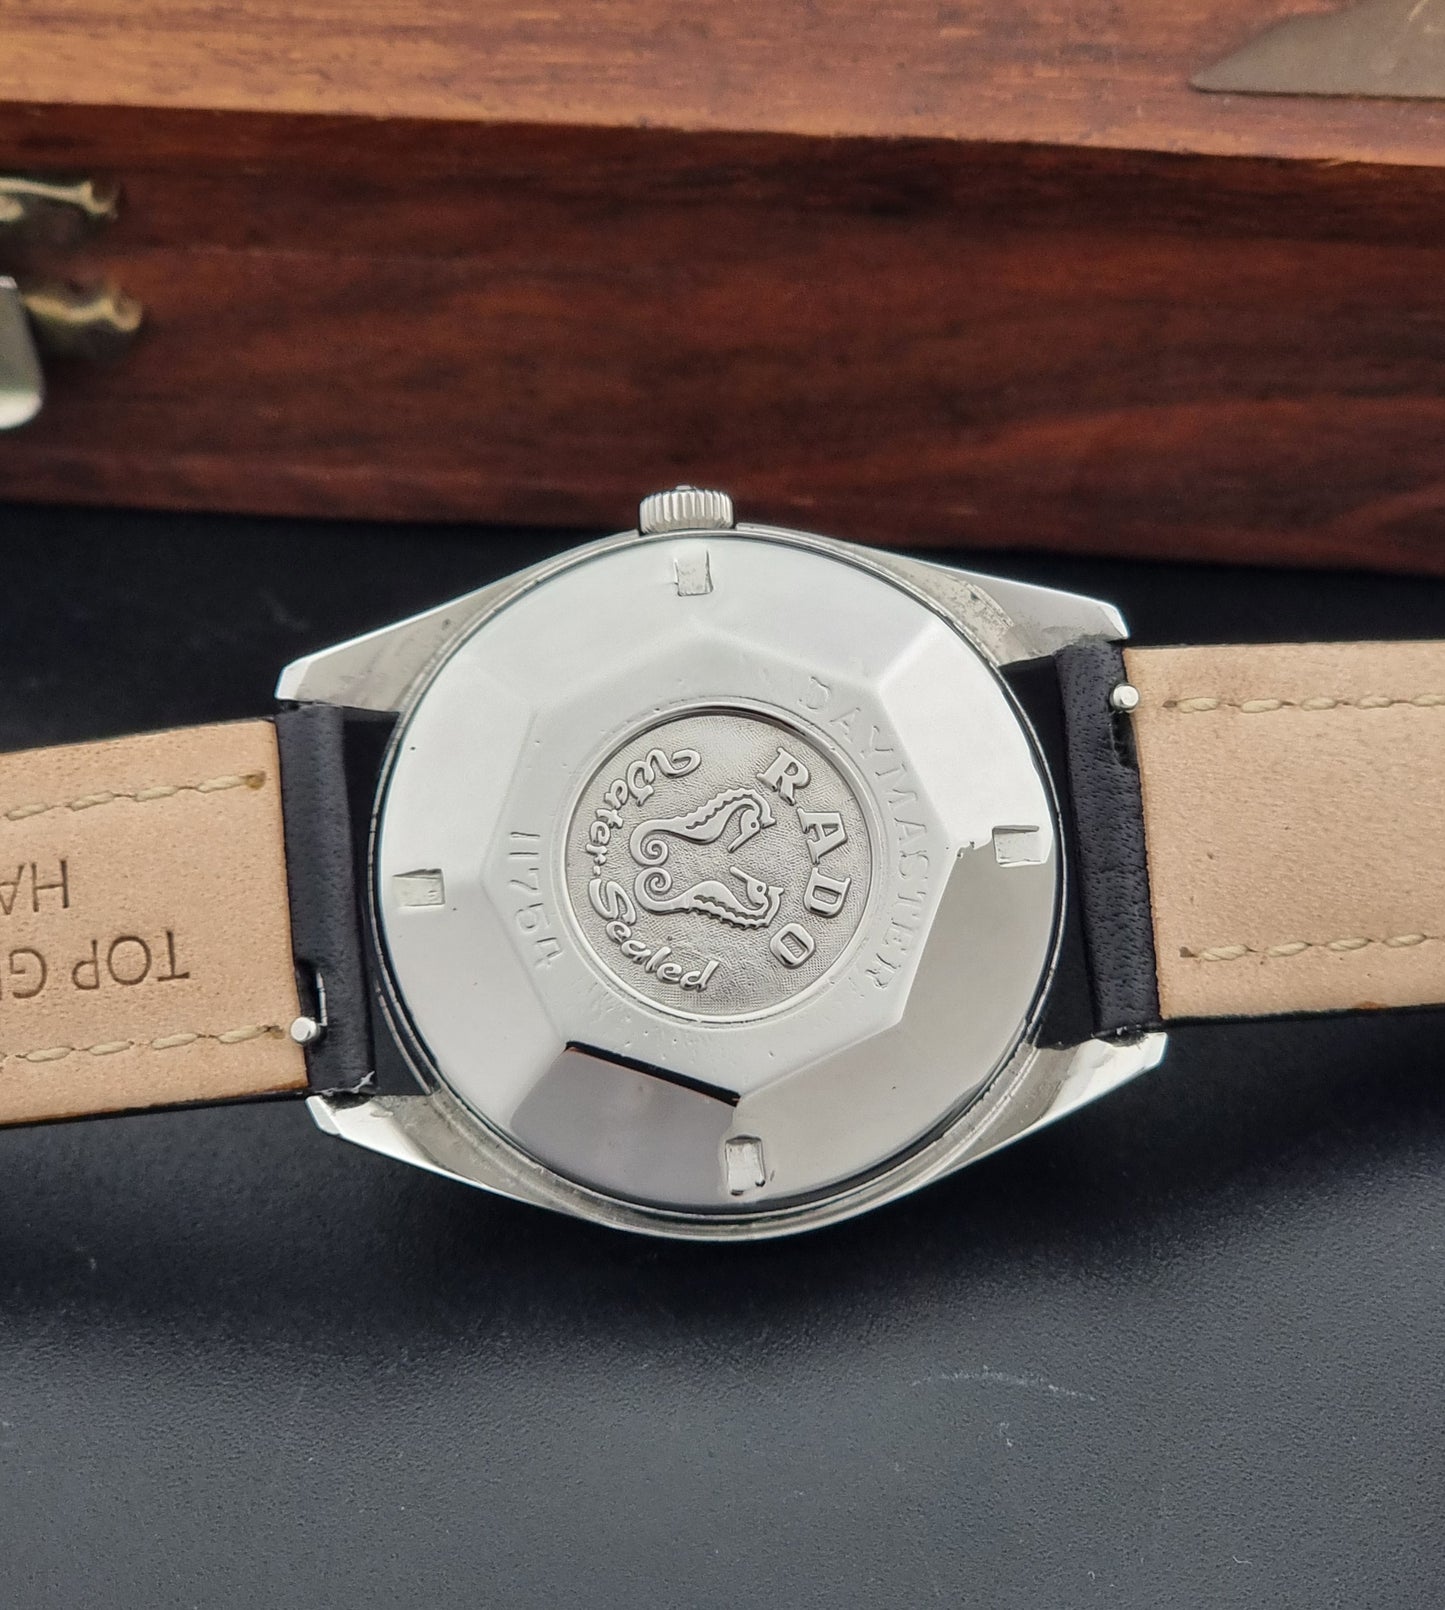 DAYMASTER
RADO
Water-Sealed
11754
TOP G
HA